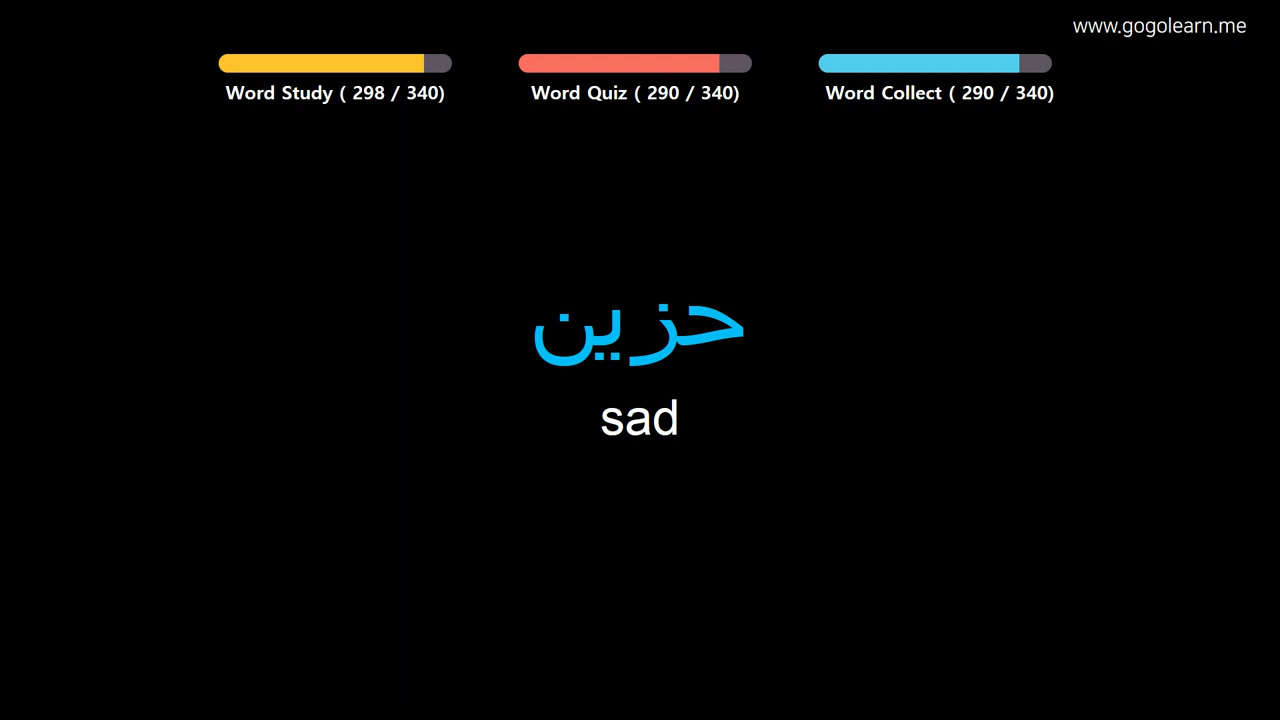 www.gogolearn.me
Word Study ( 298 / 340)
Word Quiz ( 290 / 340)
Word Collect ( 290 / 340)
حزين
sad